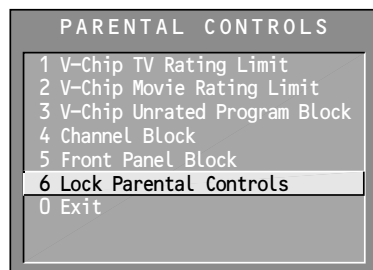 PARENTAL CONTROLS
1 V-Chip TV Rating Limit
2 V-Chip Movie Rating Limit
3 V-Chip Unrated Program Block
4 Channel Block
5 Front Panel Block
6 Lock Parental Controls
0 Exit